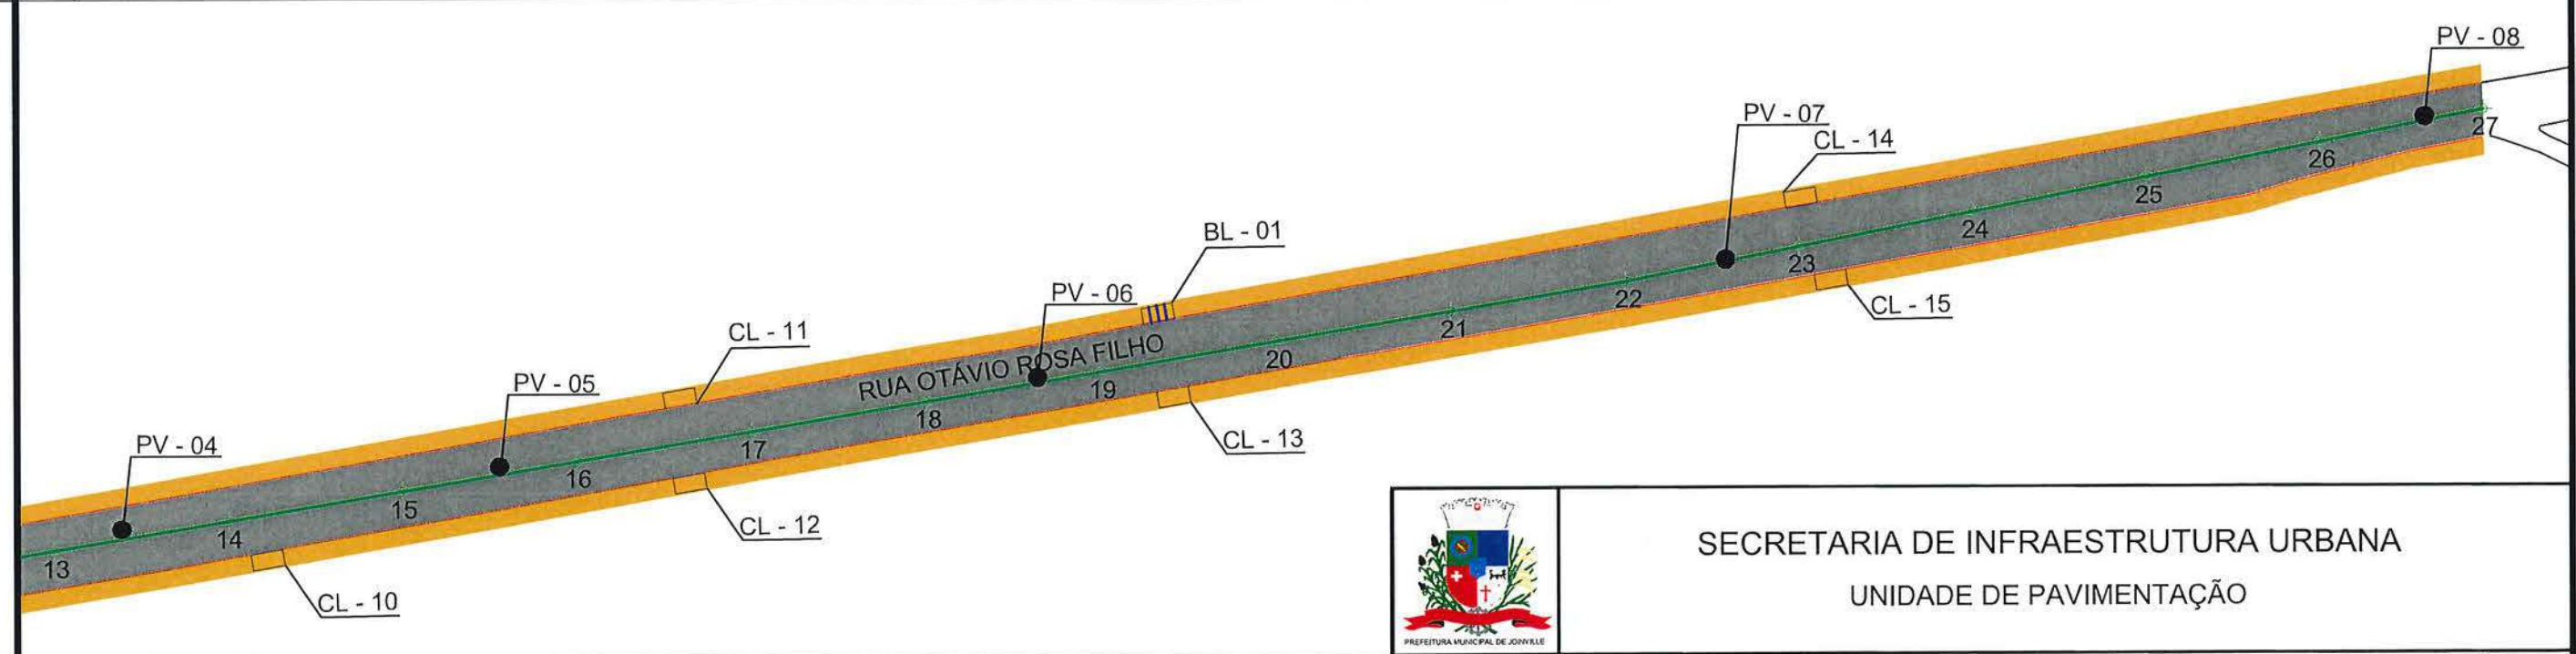 PV - 08
PV - 07
CL - 14
27
26
25
24
23
22
21
20
19
18
17
16
15
14
13
BL - 01
PV - 06
CL - 15
CL - 11
RUA OTÁVIO ROSA FILHO
PV - 05
CL - 13
PV - 04
CL - 12
CL - 10
SECRETARIA DE INFRAESTRUTURA URBANA
UNIDADE DE PAVIMENTAÇÃO
PREFEITURA MUNICIPAL DE JOINVILLE